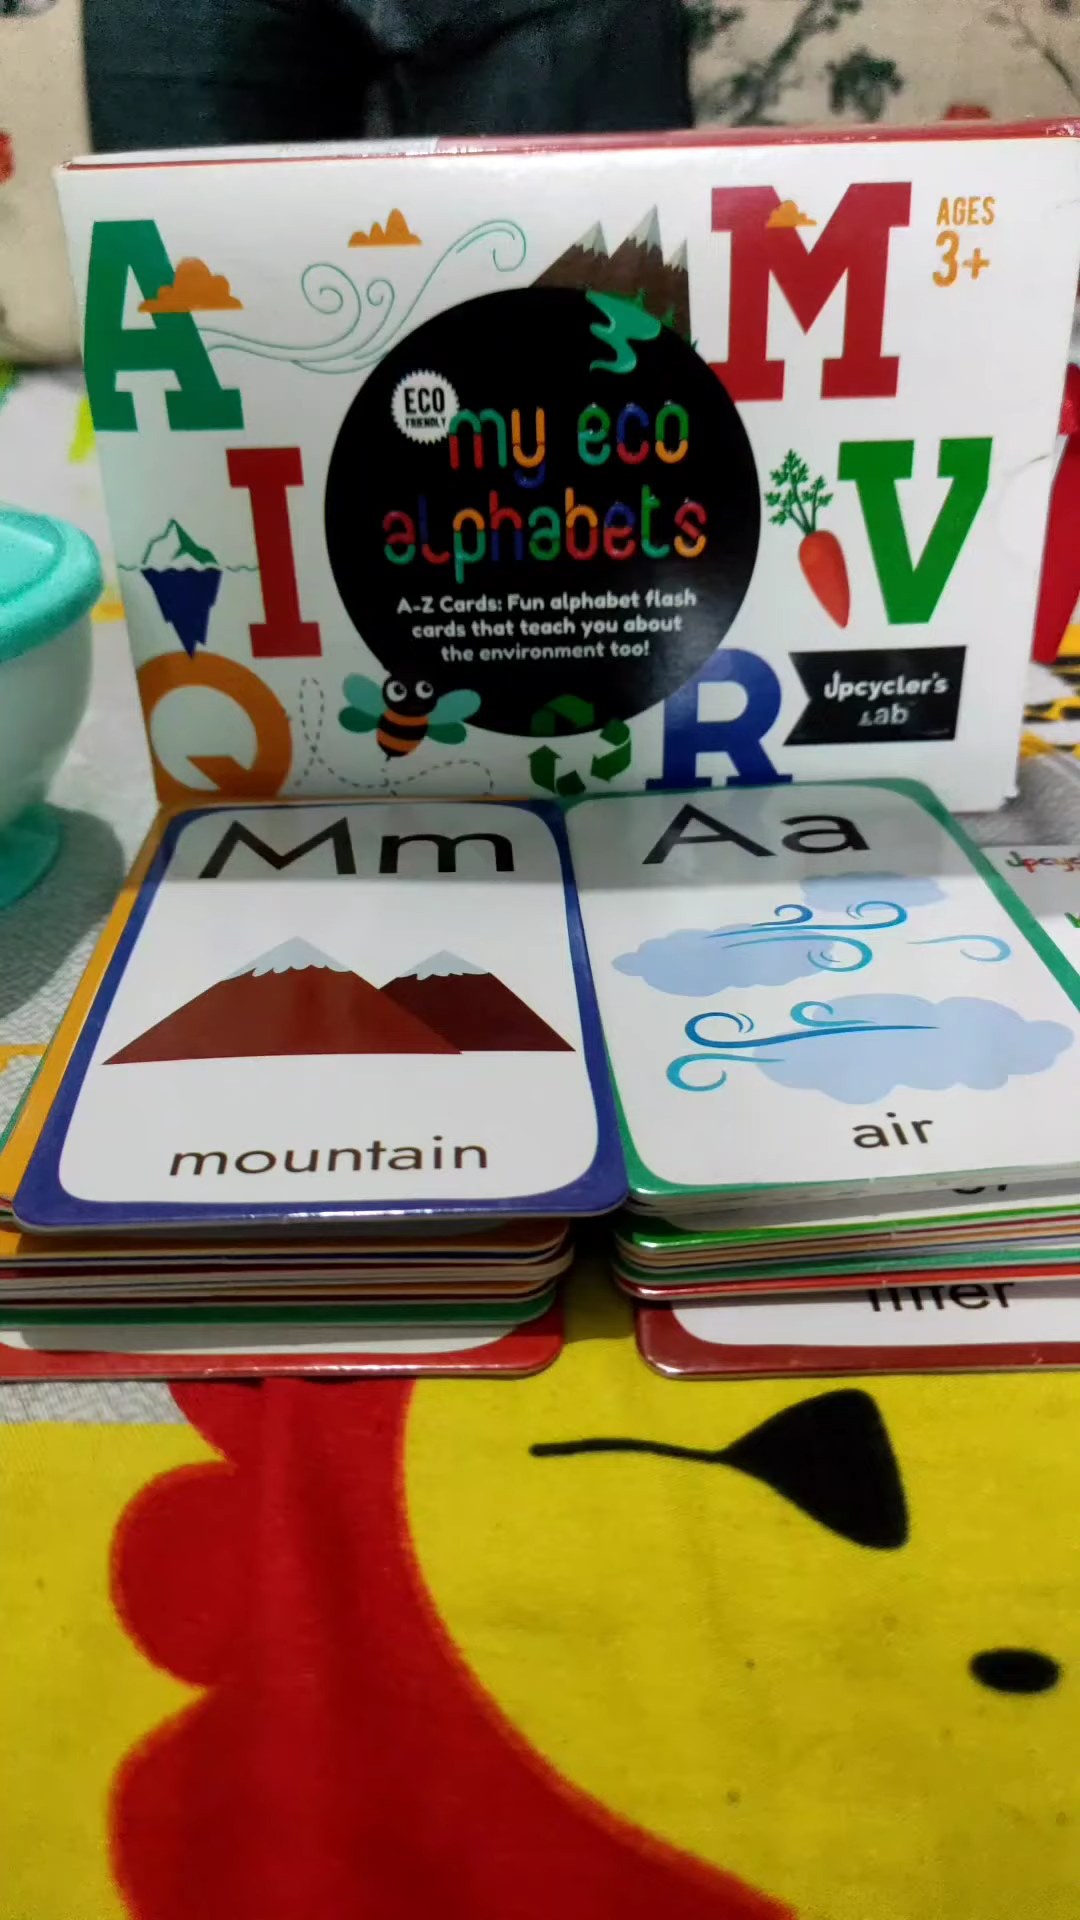 A
M
AGES
3+
ECO
FRIENDLY
my eco
alphabets
I
V
A-Z Cards: Fun alphabet flash
cards that teach you about
the environment too!
Q
R
Upcycler's
Lab
Mm
Aa
mountain
air